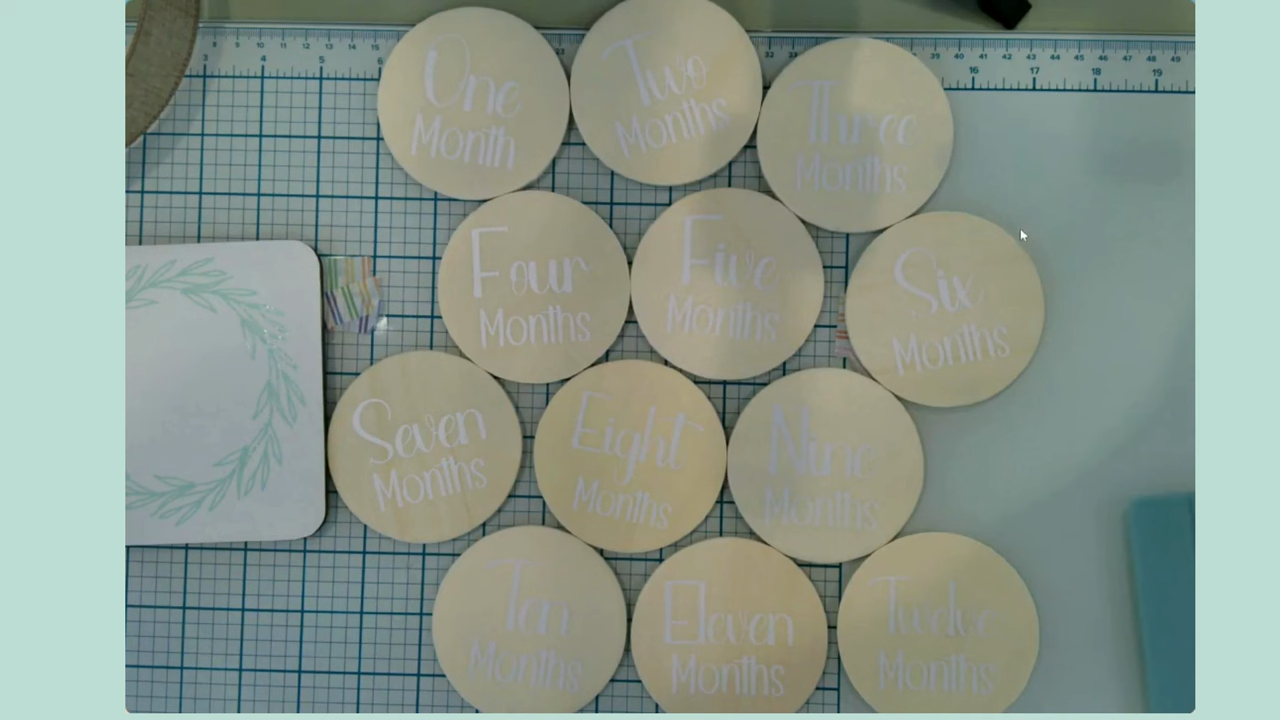 One
Month
Two
Months
Three
Months
Four
Months
Five
Months
Six
Months
Seven
Months
Eight
Months
Nine
Months
Ten
Months
Eleven
Months
Twelve
Months